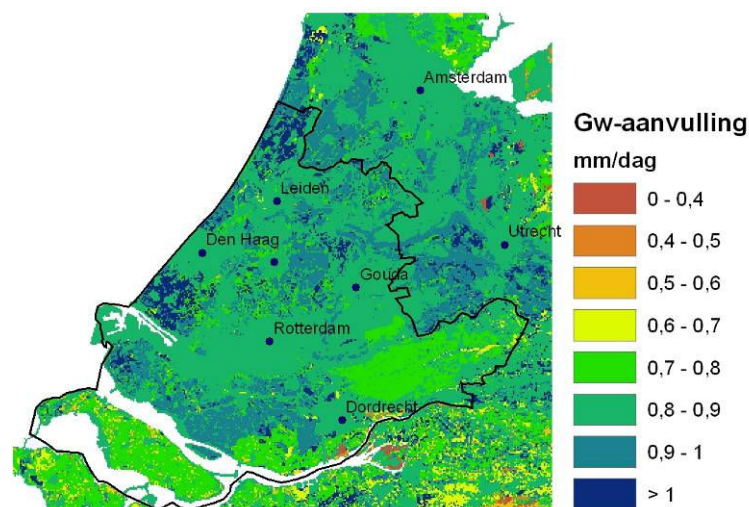 Amsterdam
Leiden
Den Haag
Utrecht
Gouda
Rotterdam
Dordrecht
Gw-aanvulling
mm/dag
0 - 0,4
0,4 - 0,5
0,5 - 0,6
0,6 - 0,7
0,7 - 0,8
0,8 - 0,9
0,9 - 1
> 1